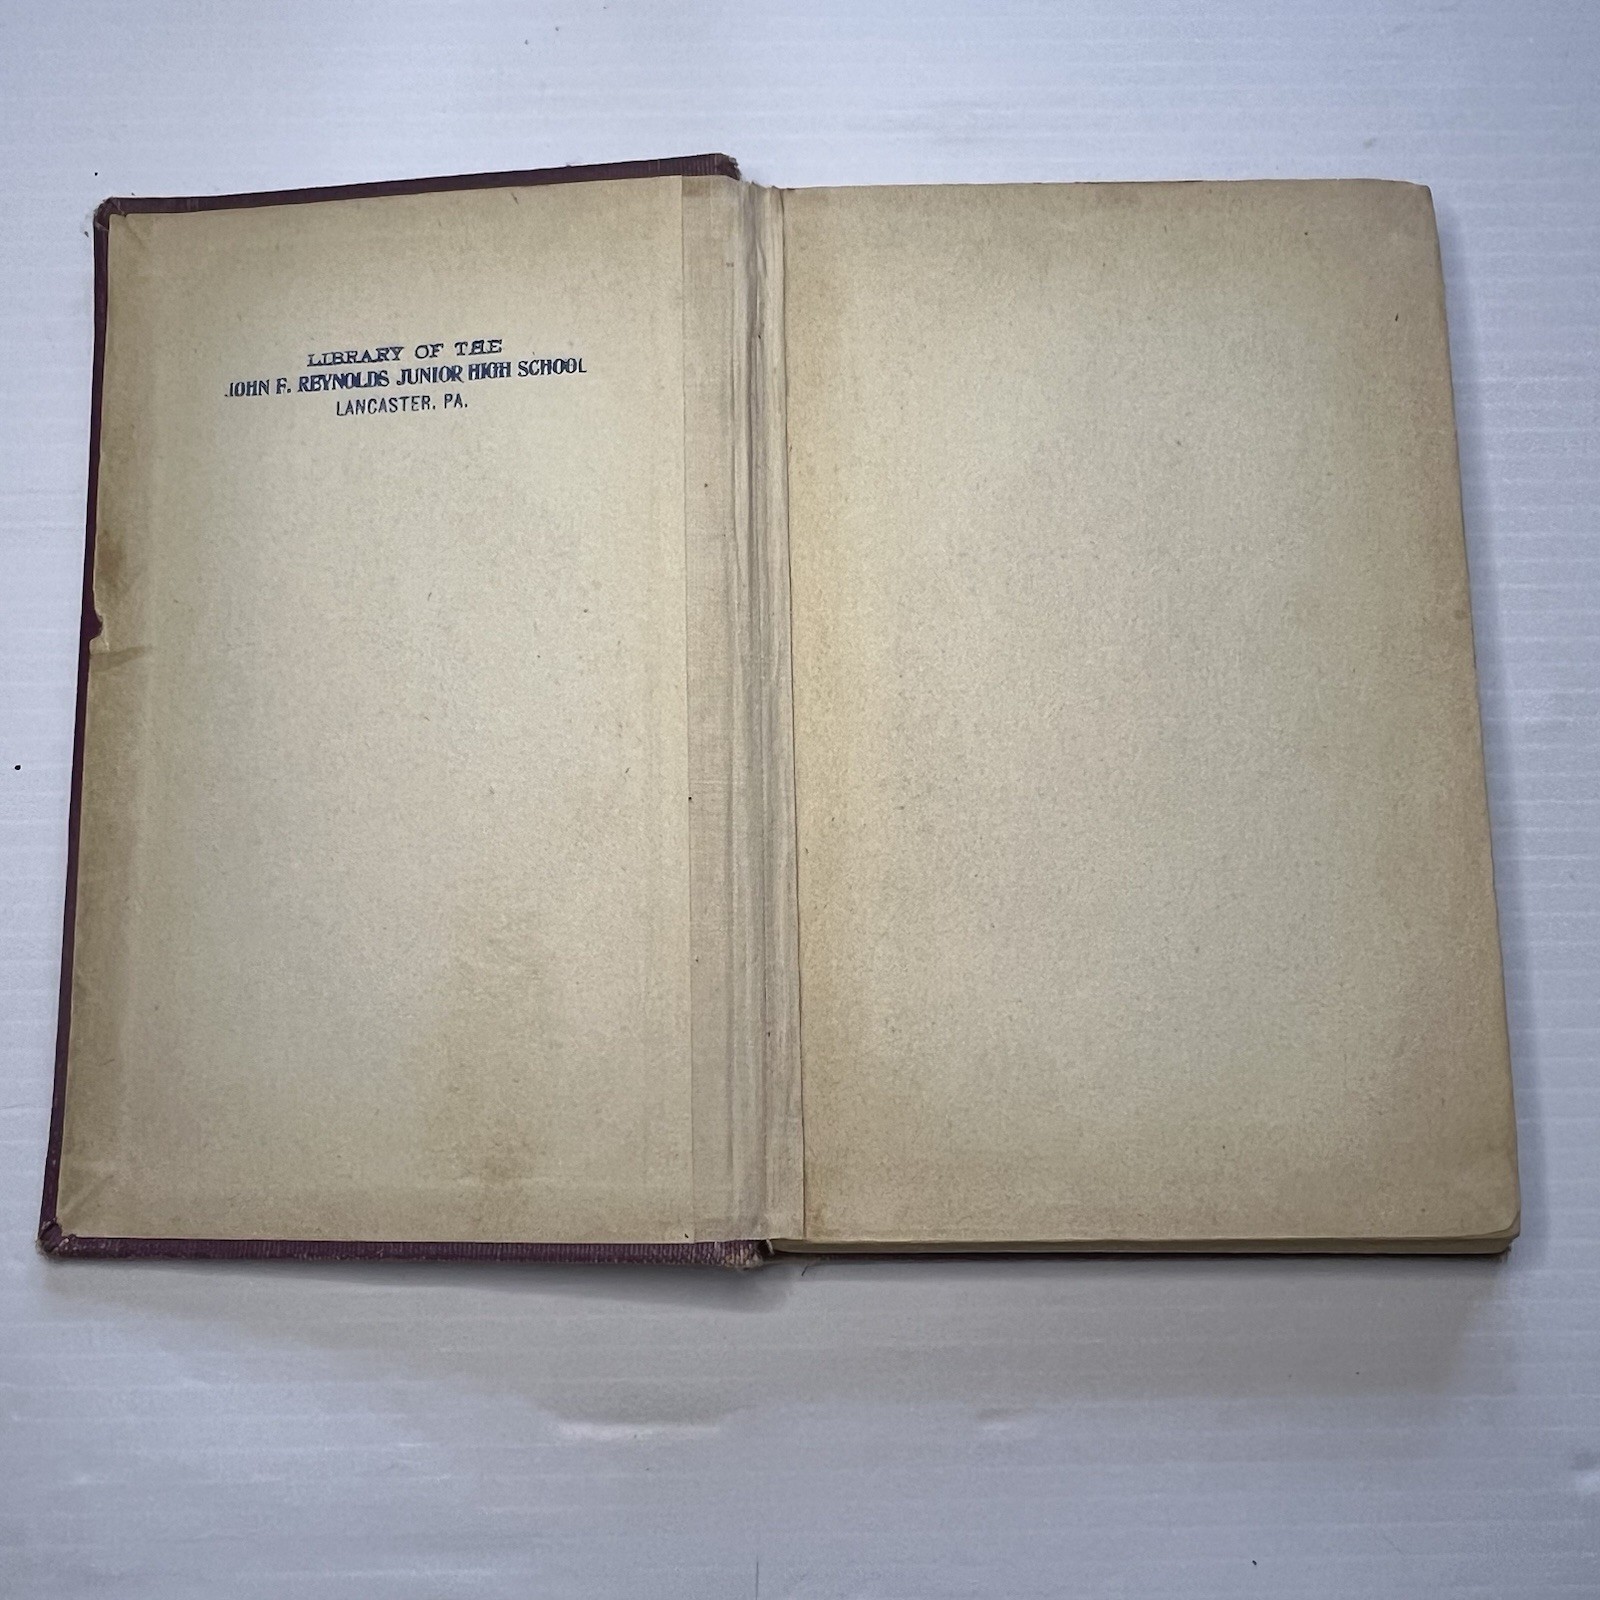 LIBRARY OF THE
JOHN F. REYNOLDS JUNIOR HIGH SCHOOL
LANCASTER, PA.